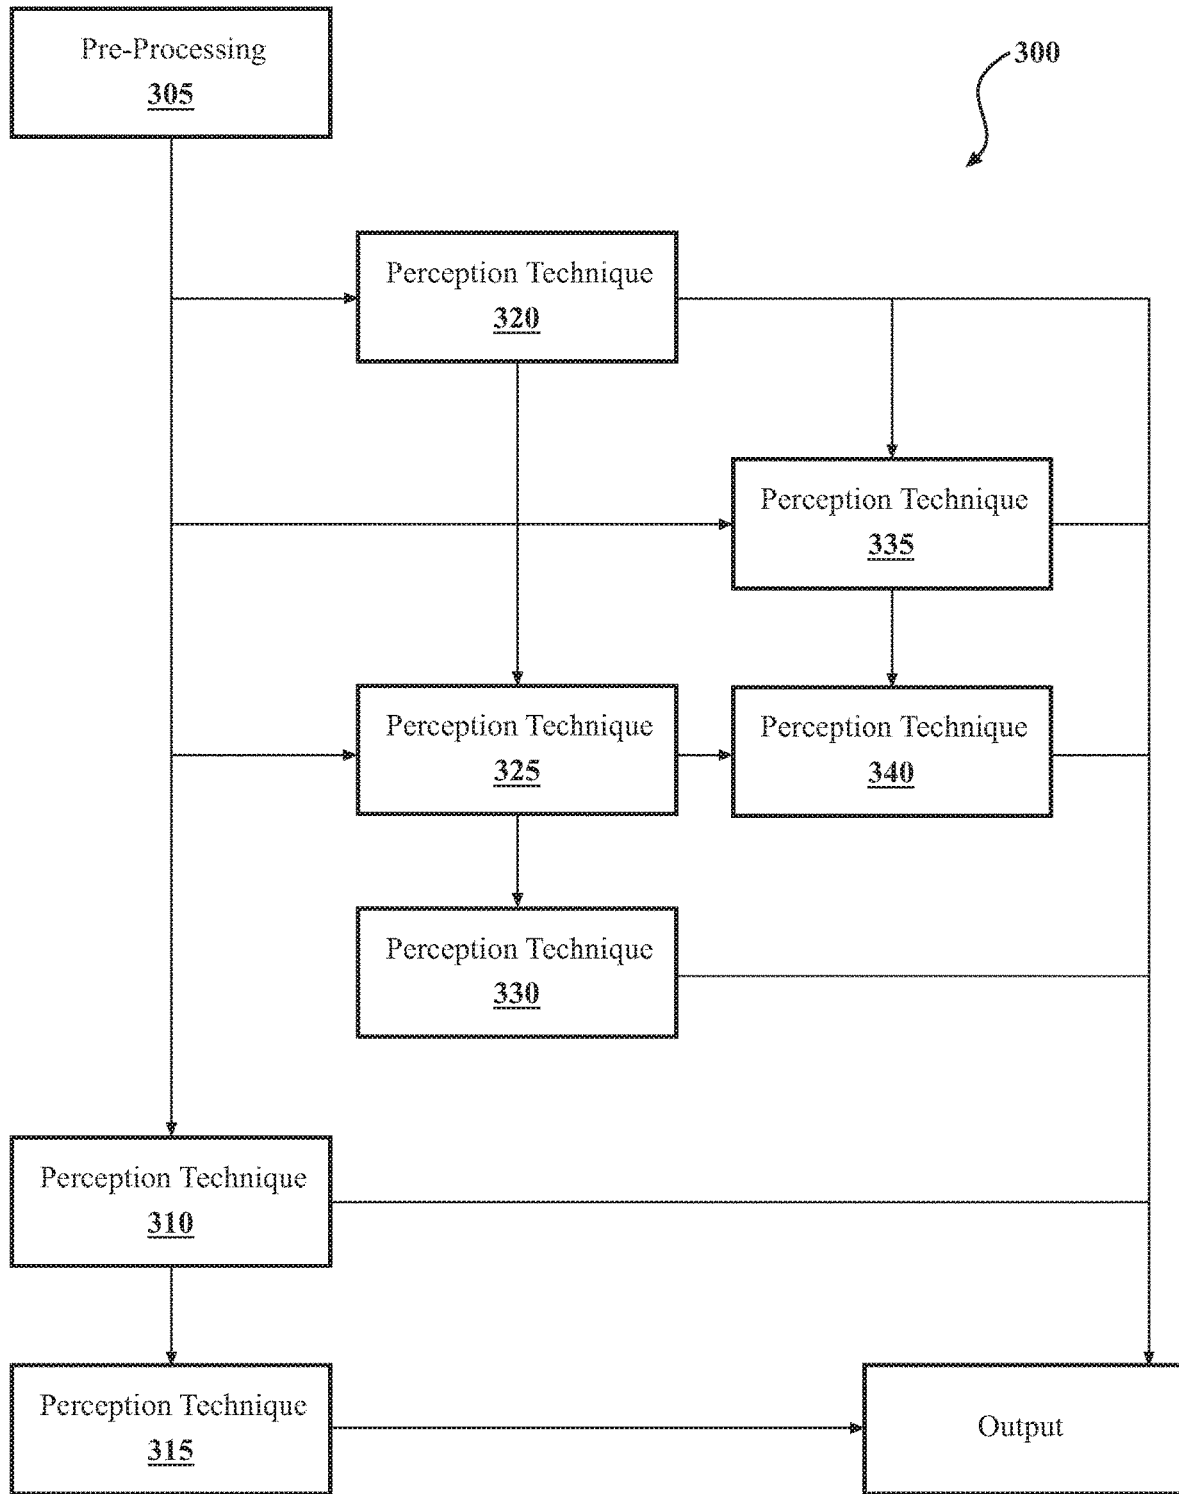 Pre-Processing
305
300
Perception Technique
320
Perception Technique
335
Perception Technique
325
Perception Technique
340
Perception Technique
330
Perception Technique
310
Perception Technique
315
Output